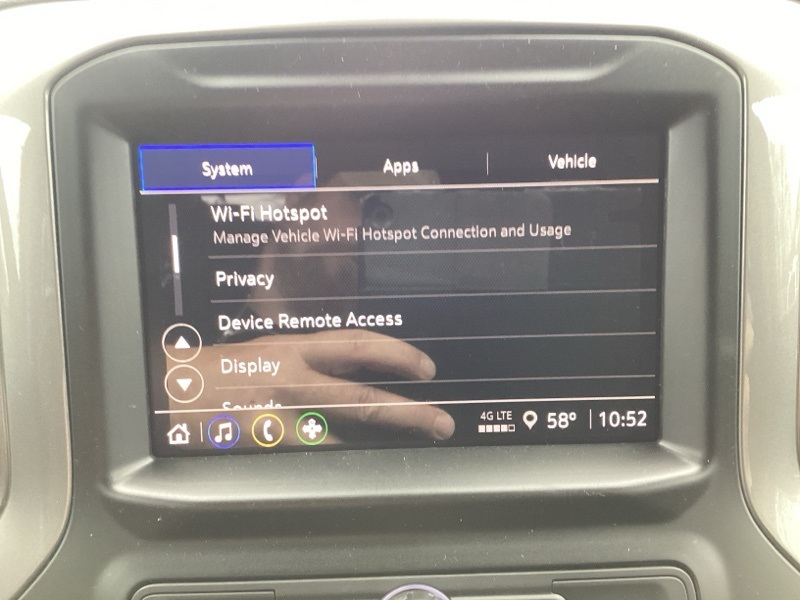 System Apps Vehicle
Wi-Fi Hotspot
Manage Vehicle Wi-Fi Hotspot Connection and Usage
Privacy
Device Remote Access
Display
Sounds
4G LTE
58° 10:52